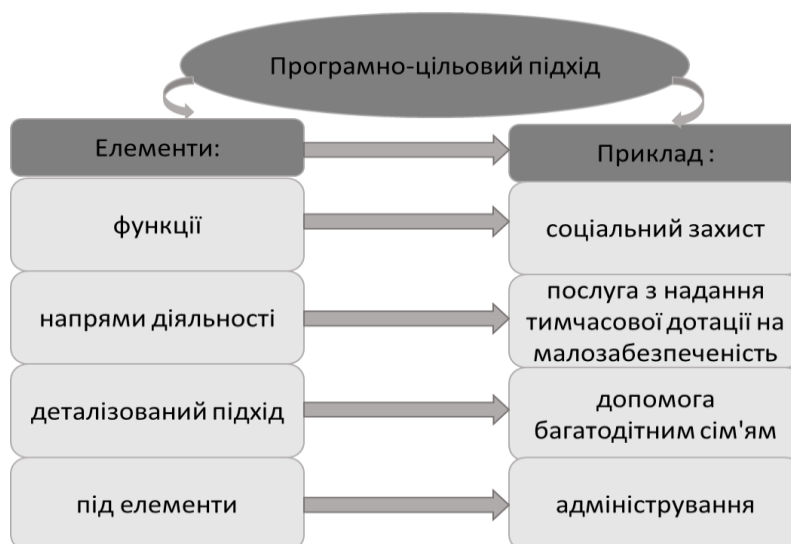 Програмно-цільовий підхід
Елементи:
Приклад :
функції
соціальний захист
напрями діяльності
послуга з надання
тимчасової дотації на
малозабезпеченість
деталізований підхід
допомога
багатодітним сім'ям
під елементи
адміністрування